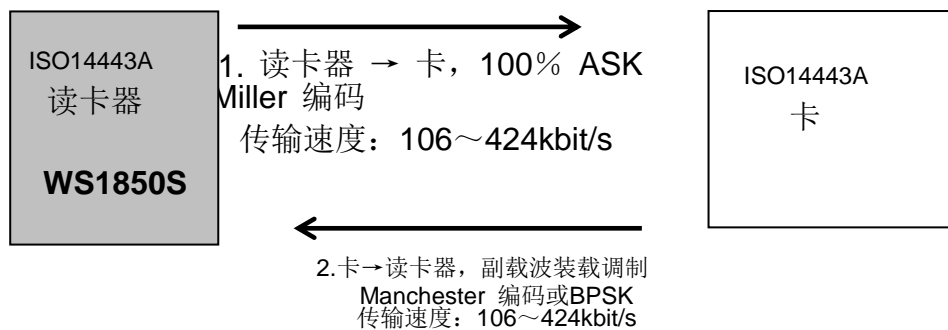 ISO14443A
读卡器
WS1850S
1. 读卡器 → 卡，100％ ASK
Miller 编码
传输速度：106～424kbit/s
ISO14443A
卡
2.卡→读卡器，副载波装载调制
Manchester 编码或BPSK
传输速度：106～424kbit/s